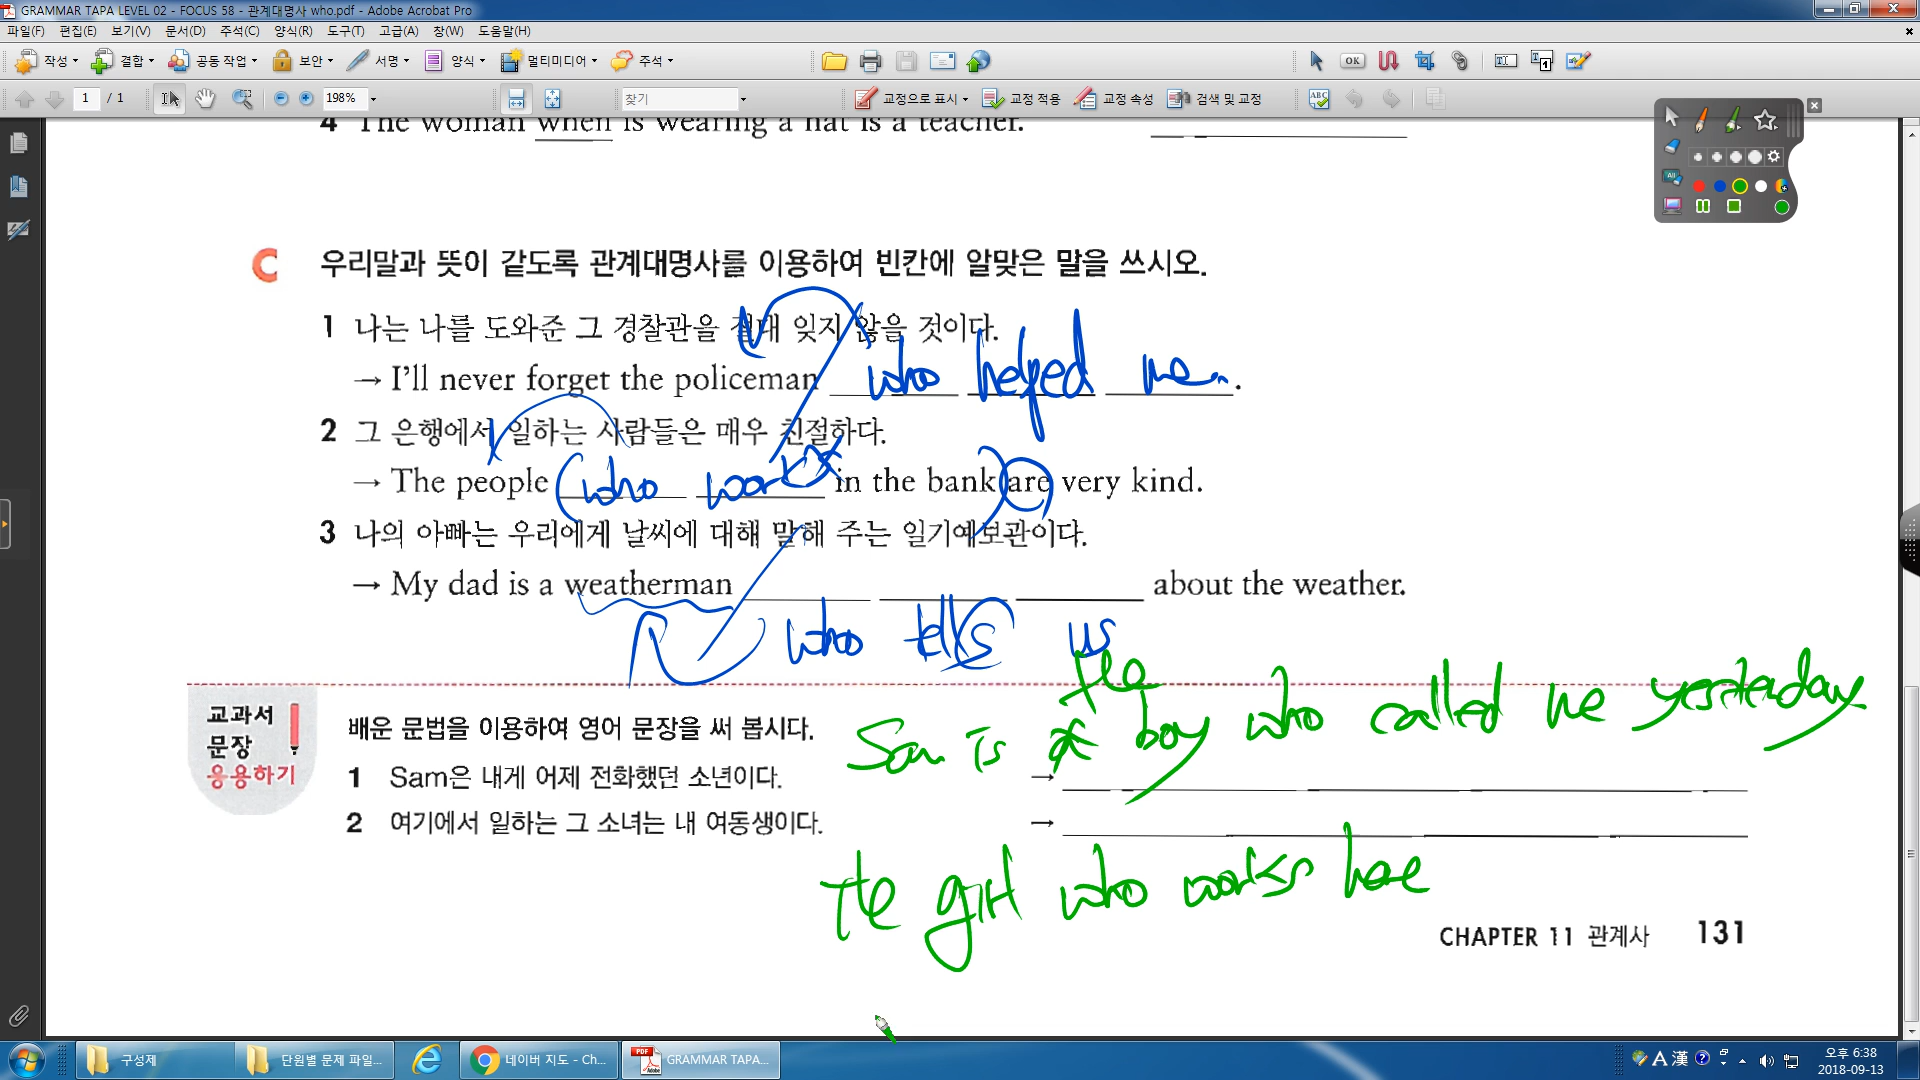 GRAMMAR TAPA LEVEL 02 - FOCUS 58 - 관계대명사 who.pdf - Adobe Acrobat Pro
파일(F) 편집(E) 보기(V) 문서(D) 주석(C) 양식(R) 도구(T) 고급(A) 창(W) 도움말(H)
작성 결합 공동 작업 보안 서명 양식 멀티미디어 주석 OK
1 / 1 198% 찾기 교정으로 표시 교정 적용 교정 속성 검색 및 교정 ABC
4 The woman when is wearing a hat is a teacher.
C 우리말과 뜻이 같도록 관계대명사를 이용하여 빈칸에 알맞은 말을 쓰시오.
1 나는 나를 도와준 그 경찰관을 절대 잊지 않을 것이다.
→ I'll never forget the policeman who helped me.
2 그 은행에서 일하는 사람들은 매우 친절하다.
→ The people (who work in the bank) are very kind.
3 나의 아빠는 우리에게 날씨에 대해 말해 주는 일기예보관이다.
→ My dad is a weatherman about the weather.
who tells us
the
Sam is a boy who called me yesterday
교과서 문장 응용하기
배운 문법을 이용하여 영어 문장을 써 봅시다.
1 Sam은 내게 어제 전화했던 소년이다. →
2 여기에서 일하는 그 소녀는 내 여동생이다. →
The girl who works here
CHAPTER 11 관계사 131
구성제 단원별 문제 파일... 네이버 지도 - Ch... GRAMMAR TAPA... A 漢 오후 6:38
2018-09-13